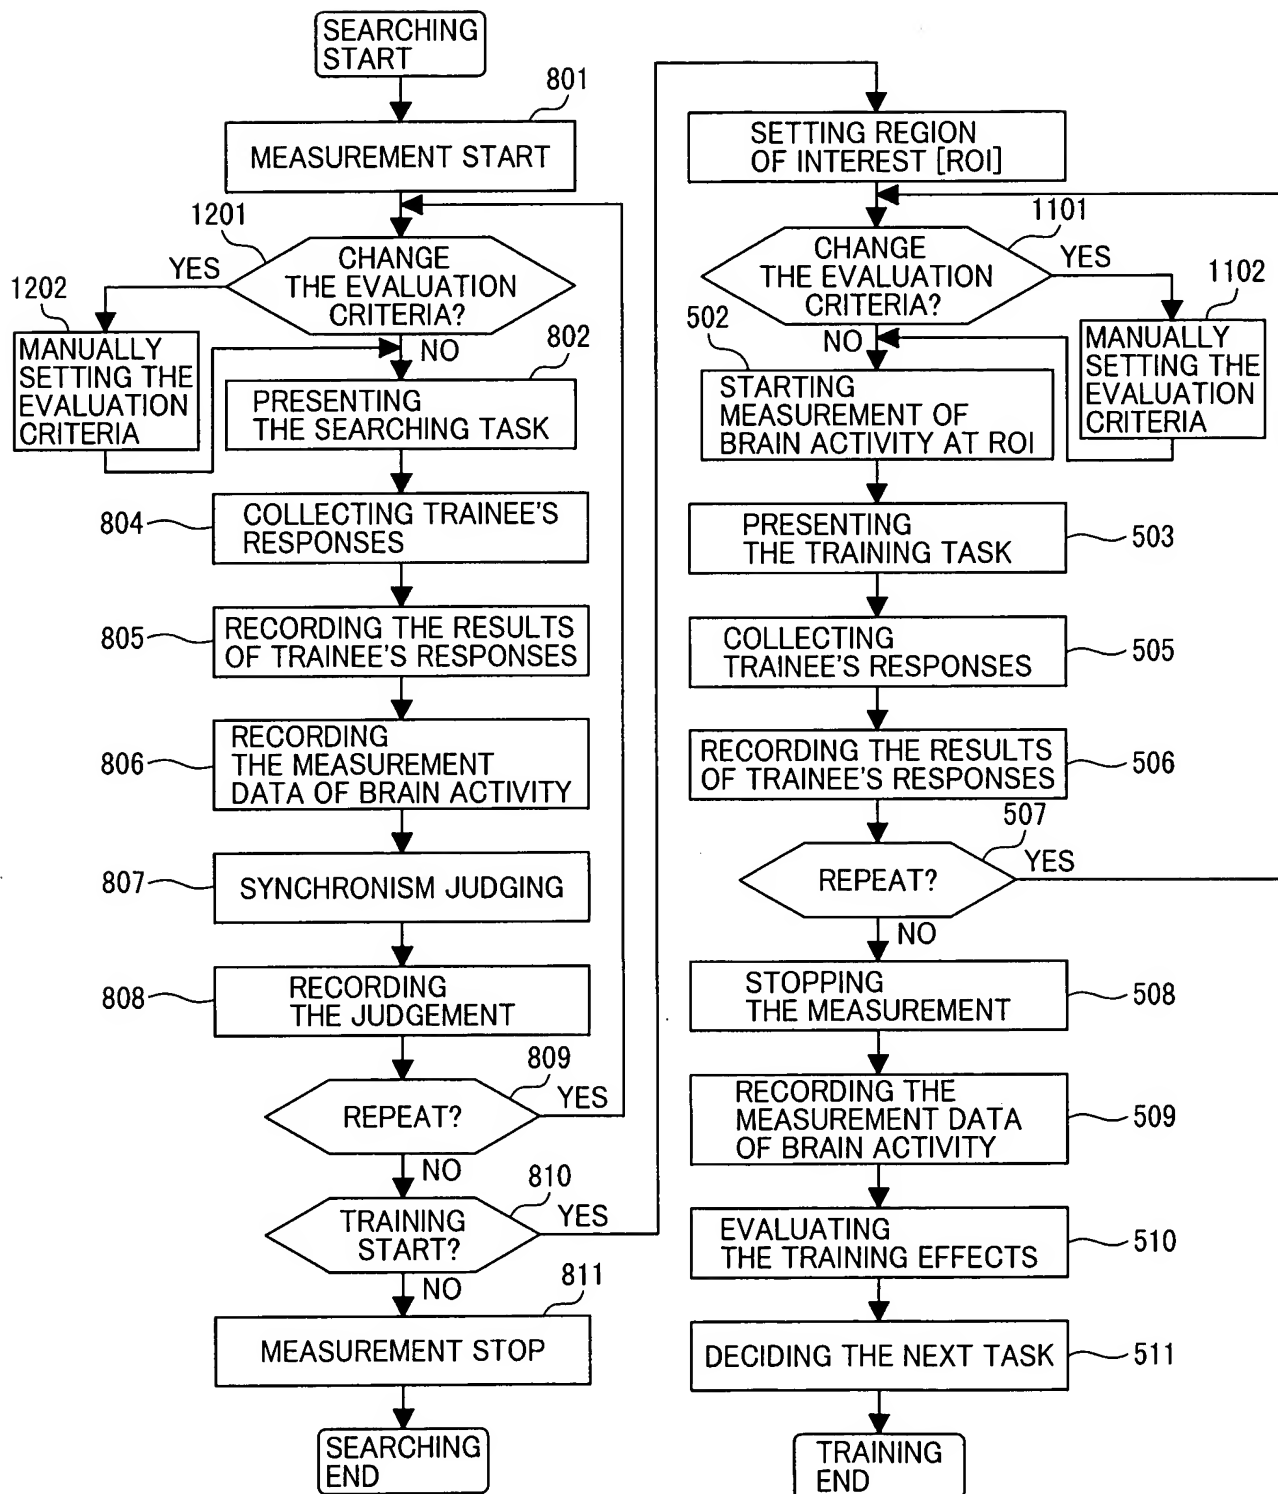 SEARCHING
START
801
MEASUREMENT START
1201
CHANGE
THE EVALUATION
CRITERIA?
YES
NO
1202
MANUALLY
SETTING THE
EVALUATION
CRITERIA
802
PRESENTING
THE SEARCHING TASK
804
COLLECTING TRAINEE'S
RESPONSES
805
RECORDING THE RESULTS
OF TRAINEE'S RESPONSES
806
RECORDING
THE MEASUREMENT
DATA OF BRAIN ACTIVITY
807
SYNCHRONISM JUDGING
808
RECORDING
THE JUDGEMENT
809
REPEAT?
YES
NO
810
TRAINING
START?
YES
NO
811
MEASUREMENT STOP
SEARCHING
END
SETTING REGION
OF INTEREST [ROI]
1101
CHANGE
THE EVALUATION
CRITERIA?
YES
NO
1102
MANUALLY
SETTING THE
EVALUATION
CRITERIA
502
STARTING
MEASUREMENT OF
BRAIN ACTIVITY AT ROI
PRESENTING
THE TRAINING TASK
503
COLLECTING
TRAINEE'S RESPONSES
505
RECORDING THE RESULTS
OF TRAINEE'S RESPONSES
506
507
REPEAT?
YES
NO
STOPPING
THE MEASUREMENT
508
RECORDING THE
MEASUREMENT DATA
OF BRAIN ACTIVITY
509
EVALUATING
THE TRAINING EFFECTS
510
DECIDING THE NEXT TASK
511
TRAINING
END